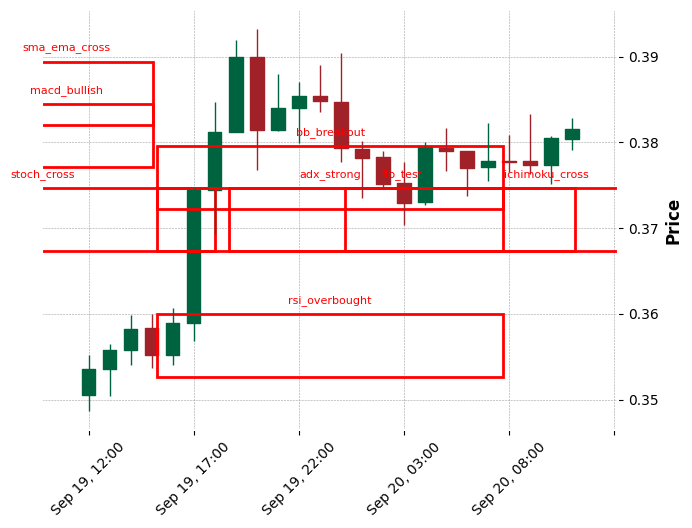 sma_ema_cross
0.39
macd_bullish
bb_breakout
0.38
stoch_cross
adx_strong
ichimoku_cross
0.37
Price
rsi_overbought
0.36
0.35
Sep 19, 12:00
Sep 19, 17:00
Sep 19, 22:00
Sep 20, 03:00
Sep 20, 08:00